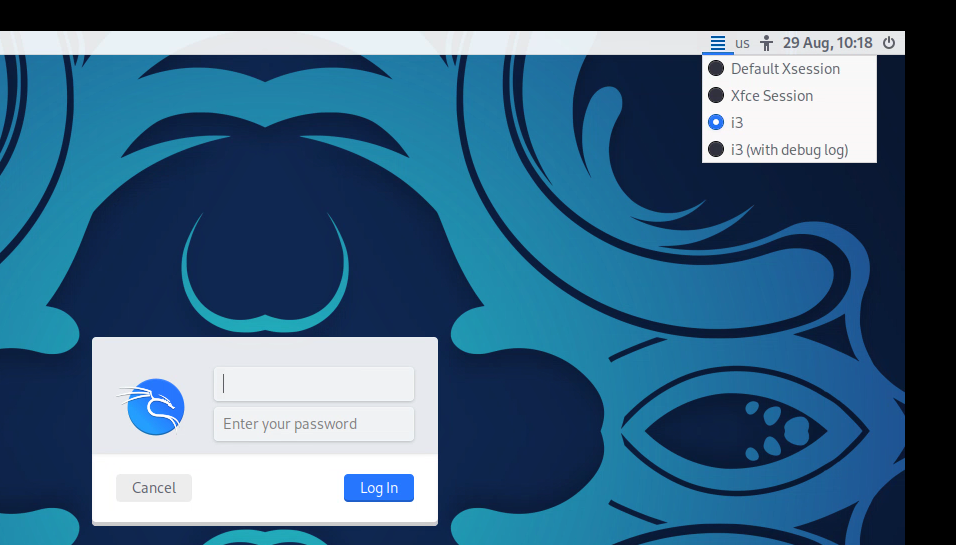 us 29 Aug, 10:18
Default Xsession
Xfce Session
i3
i3 (with debug log)
Enter your password
Cancel Log In